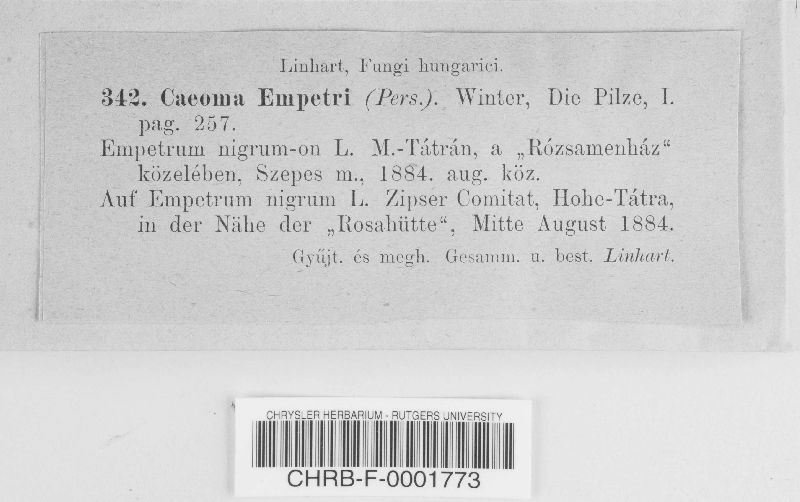 Linhart, Fungi hungarici.
342. Caeoma Empetri (Pers.). Winter, Die Pilze, I.
pag. 257.
Empetrum nigrum-on L. M.-Tátrán, a „Rózsamenház“
közelében, Szepes m., 1884. aug. köz.
Auf Empetrum nigrum L. Zipser Comitat, Hohe-Tátra,
in der Nähe der „Rosahütte“, Mitte August 1884.
Gyűjt. és megh. Gesamm. u. best. Linhart.
CHRYSLER HERBARIUM - RUTGERS UNIVERSITY
CHRB-F-0001773